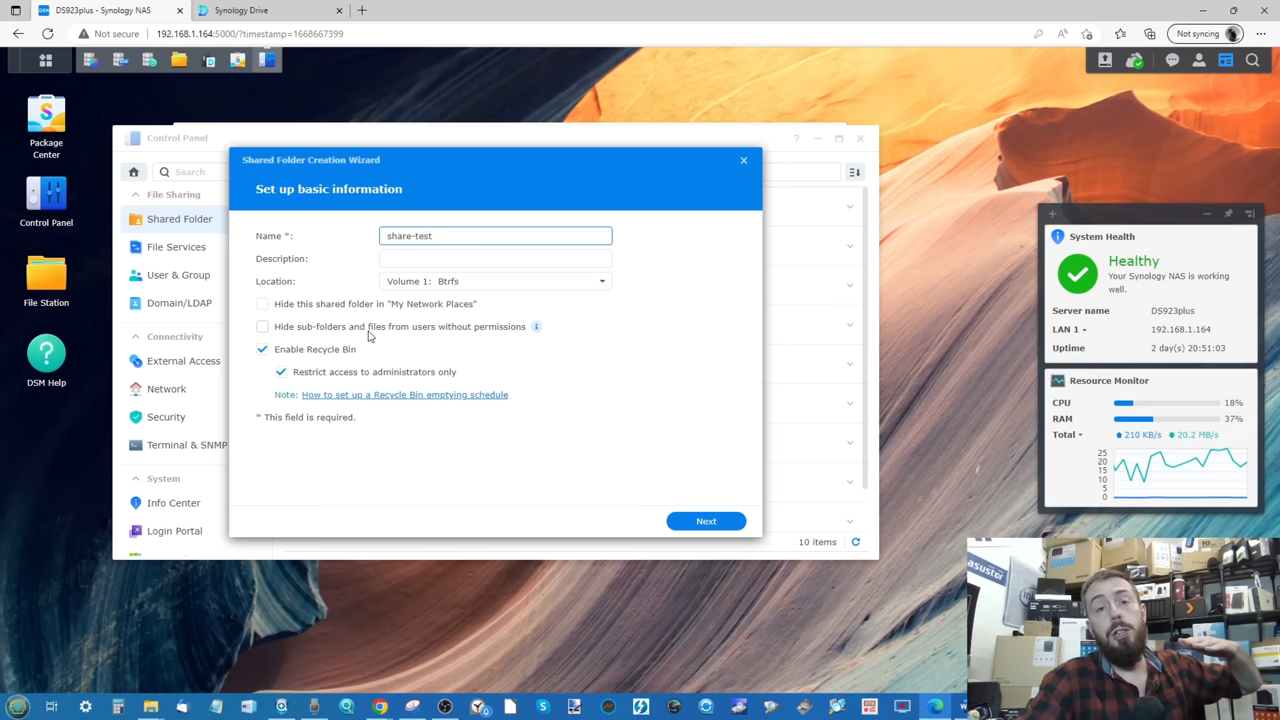 DS923plus - Synology NAS
Synology Drive
Not secure
192.168.1.164:5000/?timestamp=1668667399
Not syncing
Package
Center
Control Panel
File Station
DSM Help
Control Panel
Search
File Sharing
Shared Folder
File Services
User & Group
Domain/LDAP
Connectivity
External Access
Network
Security
Terminal & SNMP
System
Info Center
Login Portal
10 items
Shared Folder Creation Wizard
Set up basic information
Name *:
share-test
Description:
Location:
Volume 1: Btrfs
Hide this shared folder in "My Network Places"
Hide sub-folders and files from users without permissions
Enable Recycle Bin
Restrict access to administrators only
Note: How to set up a Recycle Bin emptying schedule
* This field is required.
Next
System Health
Healthy
Your Synology NAS is working
well.
Server name
DS923plus
LAN 1
192.168.1.164
Uptime
2 day(s) 20:51:03
Resource Monitor
CPU
18%
RAM
37%
Total
210 KB/s
20.2 MB/s
25
20
15
10
5
0
asustor